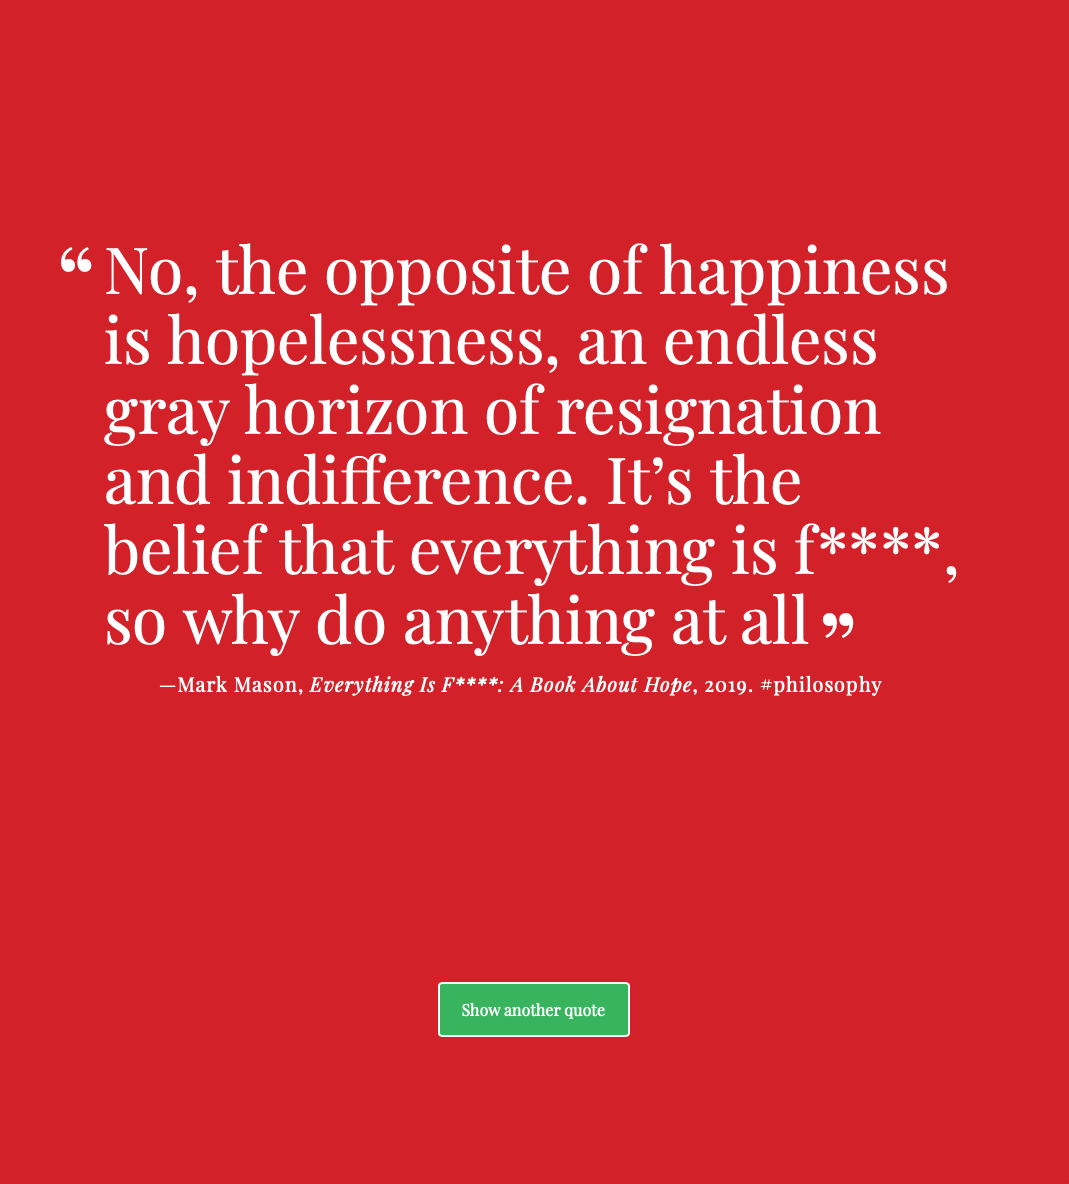 “ No, the opposite of happiness
is hopelessness, an endless
gray horizon of resignation
and indifference. It’s the
belief that everything is f****,
so why do anything at all ”
—Mark Mason, Everything Is F****: A Book About Hope, 2019. #philosophy
Show another quote